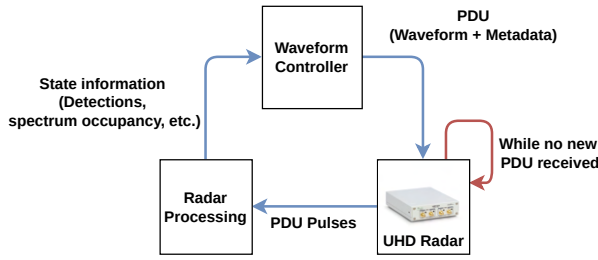 PDU
(Waveform + Metadata)
Waveform
Controller
State information
(Detections,
spectrum occupancy, etc.)
While no new
PDU received
Radar
Processing
PDU Pulses
UHD Radar